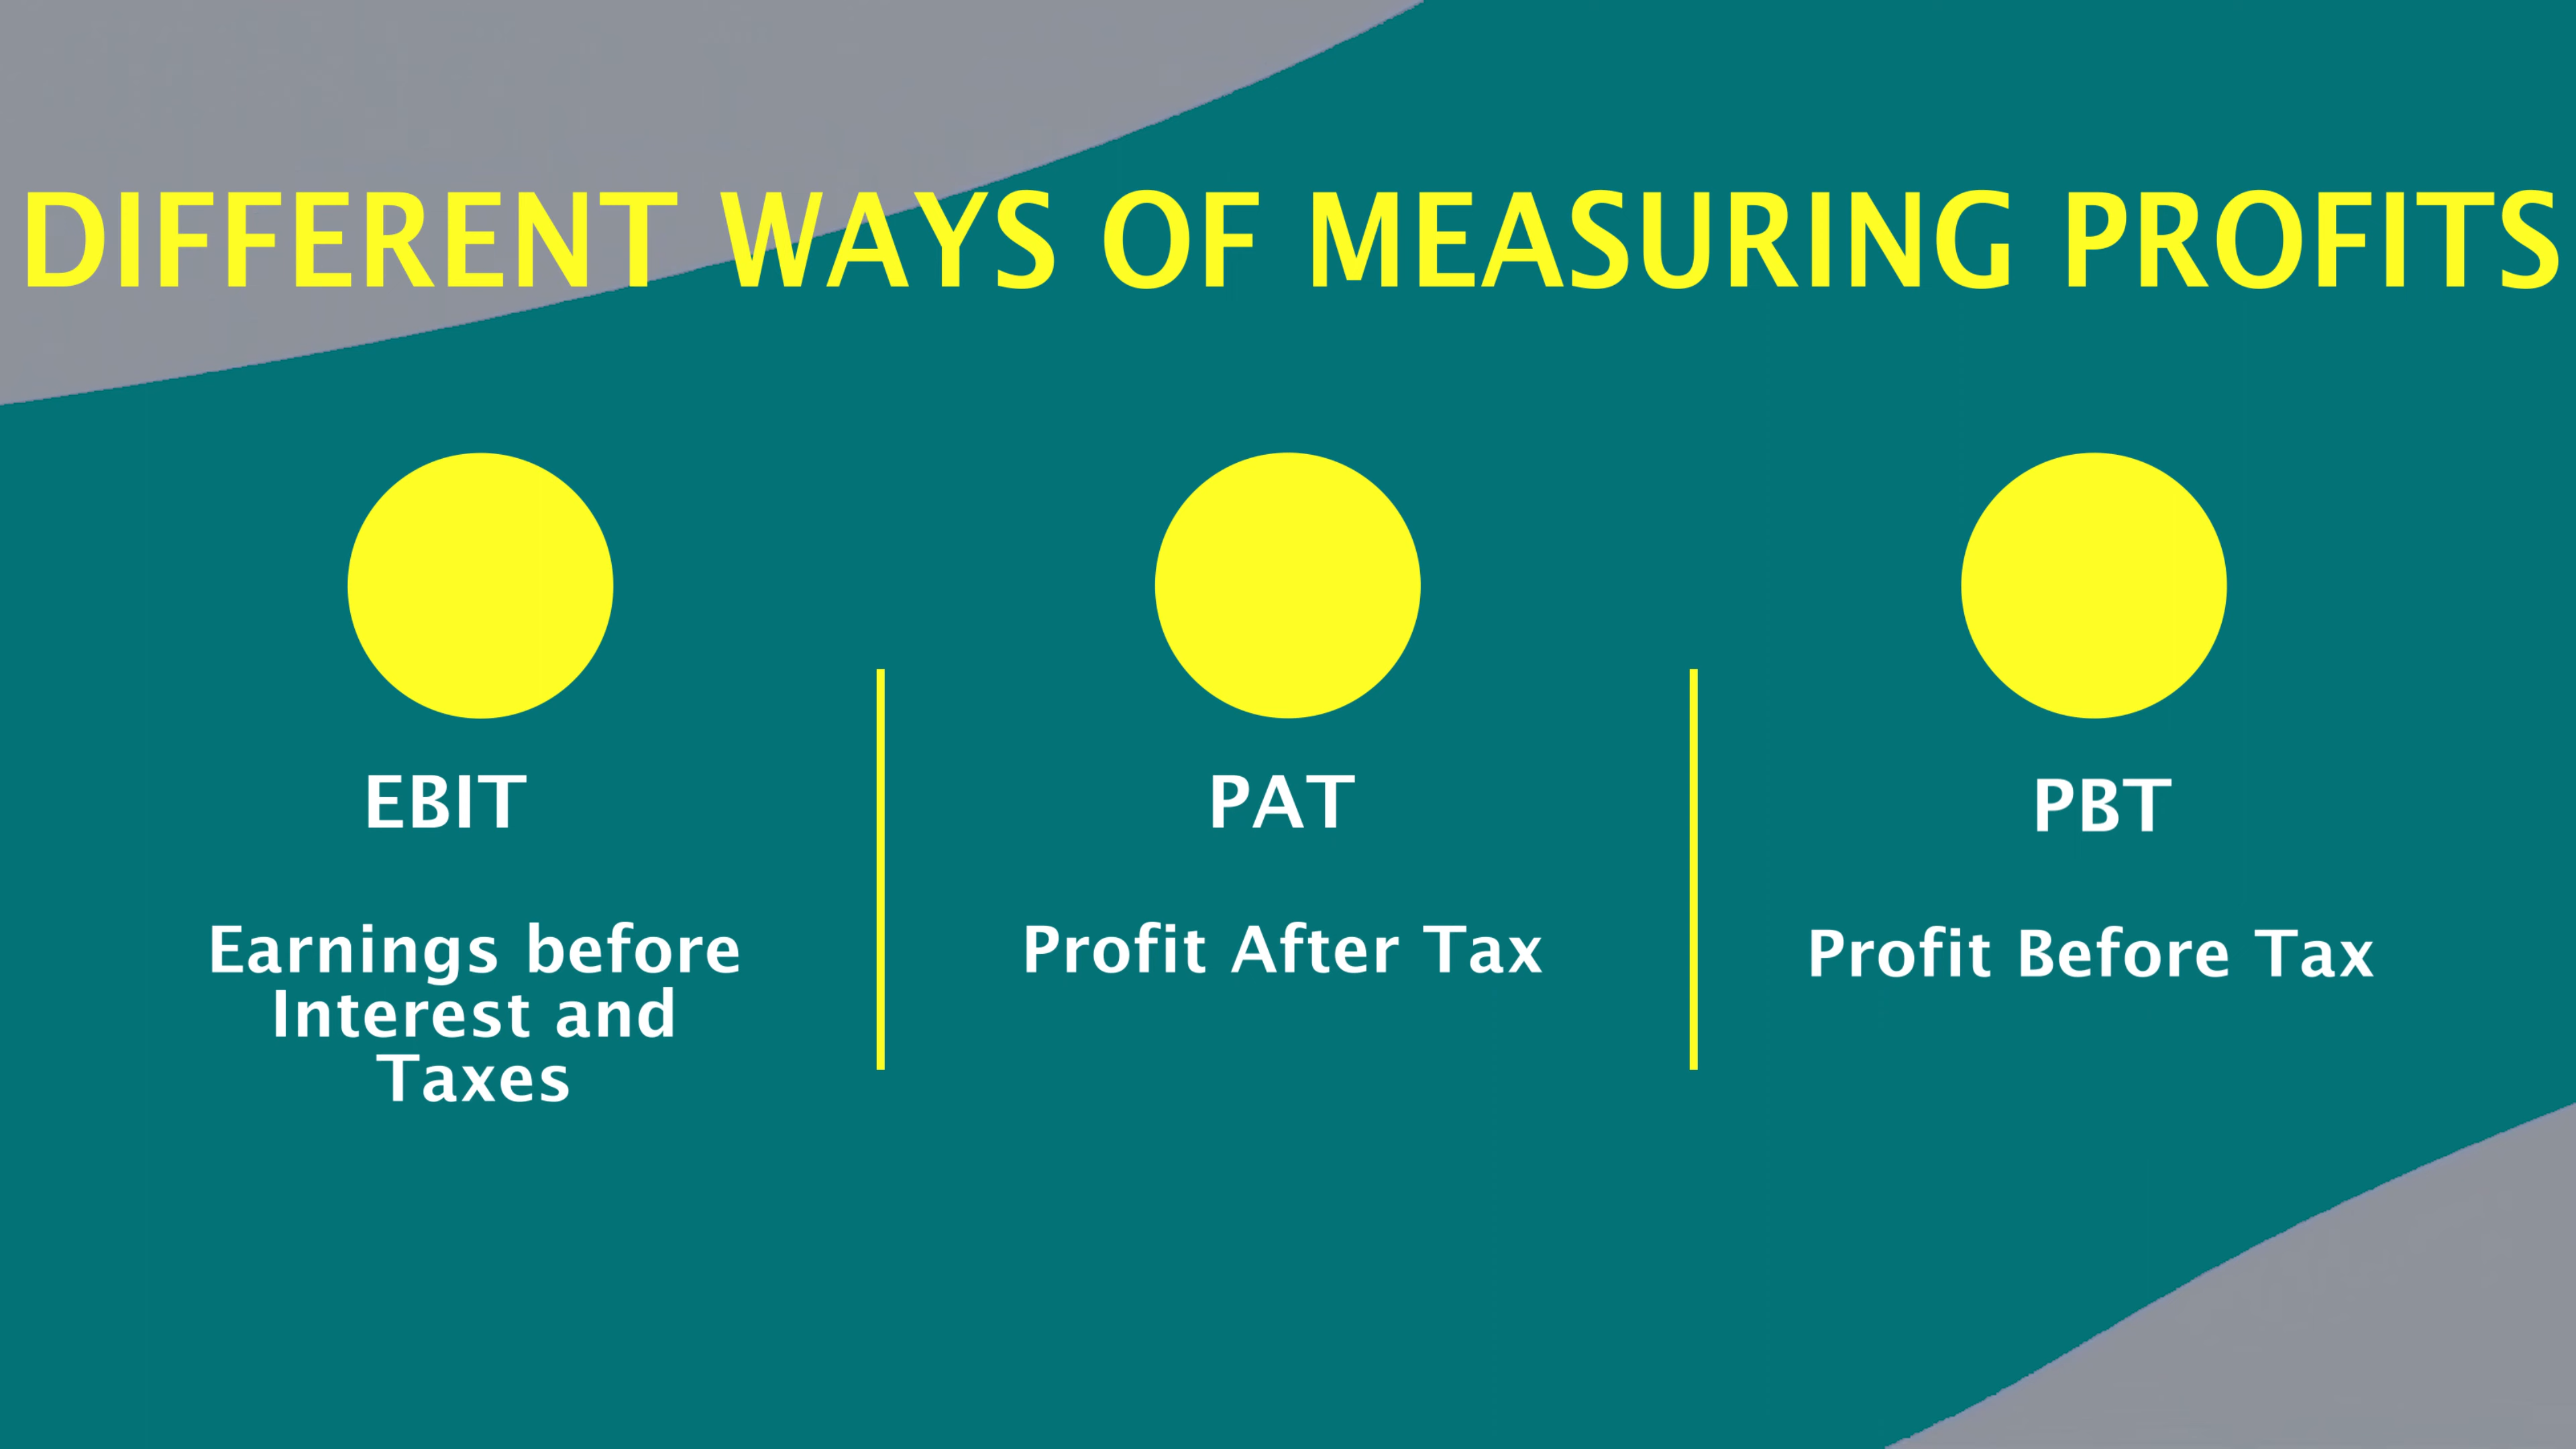 DIFFERENT WAYS OF MEASURING PROFITS
EBIT
Earnings before
Interest and
Taxes
PAT
Profit After Tax
PBT
Profit Before Tax